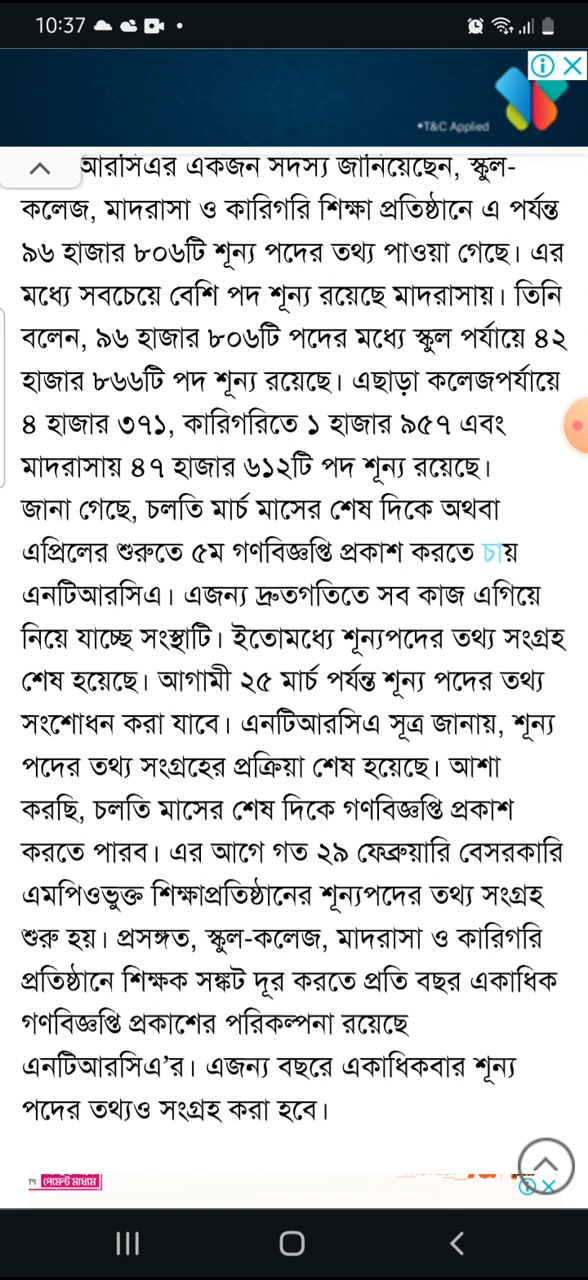 10:37
*T&C Applied
আরসিএর একজন সদস্য জানিয়েছেন, স্কুল-
কলেজ, মাদরাসা ও কারিগরি শিক্ষা প্রতিষ্ঠানে এ পর্যন্ত
৯৬ হাজার ৮০৬টি শূন্য পদের তথ্য পাওয়া গেছে। এর
মধ্যে সবচেয়ে বেশি পদ শূন্য রয়েছে মাদরাসায়। তিনি
বলেন, ৯৬ হাজার ৮০৬টি পদের মধ্যে স্কুল পর্যায়ে ৪২
হাজার ৮৬৬টি পদ শূন্য রয়েছে। এছাড়া কলেজপর্যায়ে
৪ হাজার ৩৭১, কারিগরিতে ১ হাজার ৯৫৭ এবং
মাদরাসায় ৪৭ হাজার ৬১২টি পদ শূন্য রয়েছে।
জানা গেছে, চলতি মার্চ মাসের শেষ দিকে অথবা
এপ্রিলের শুরুতে ৫ম গণবিজ্ঞপ্তি প্রকাশ করতে চায়
এনটিআরসিএ। এজন্য দ্রুতগতিতে সব কাজ এগিয়ে
নিয়ে যাচ্ছে সংস্থাটি। ইতোমধ্যে শূন্যপদের তথ্য সংগ্রহ
শেষ হয়েছে। আগামী ২৫ মার্চ পর্যন্ত শূন্য পদের তথ্য
সংশোধন করা যাবে। এনটিআরসিএ সূত্র জানায়, শূন্য
পদের তথ্য সংগ্রহের প্রক্রিয়া শেষ হয়েছে। আশা
করছি, চলতি মাসের শেষ দিকে গণবিজ্ঞপ্তি প্রকাশ
করতে পারব। এর আগে গত ২৯ ফেব্রুয়ারি বেসরকারি
এমপিওভুক্ত শিক্ষাপ্রতিষ্ঠানের শূন্যপদের তথ্য সংগ্রহ
শুরু হয়। প্রসঙ্গত, স্কুল-কলেজ, মাদরাসা ও কারিগরি
প্রতিষ্ঠানে শিক্ষক সঙ্কট দূর করতে প্রতি বছর একাধিক
গণবিজ্ঞপ্তি প্রকাশের পরিকল্পনা রয়েছে
এনটিআরসিএ’র। এজন্য বছরে একাধিকবার শূন্য
পদের তথ্যও সংগ্রহ করা হবে।
পেমেন্ট মাধ্যম